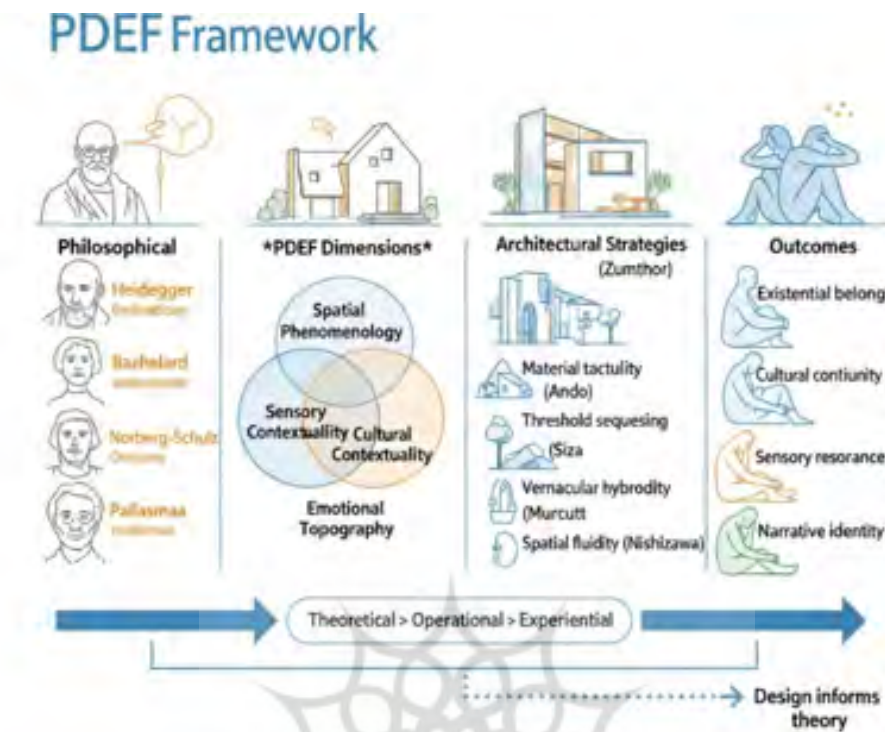 PDEF Framework
Philosophical
Heidegger
Bauhelard
Norberg-Schulz
Pallasmaa
*PDEF Dimensions*
Spatial
Phenomenology
Sensory
Contextuallity
Cultural
Contextuality
Emotional
Topography
Architectural Strategies
(Zumthor)
Material tactulity
(Ando)
Threshold sequesing
(Siza
Vernacular hybrodity
(Murcutt
Spatial fluidity (Nishizawa)
Outcomes
Existential belong
Cultural contiunity
Sensory resorance
Narrative identity
Theoretical > Operational > Experiential
Design informs
theory